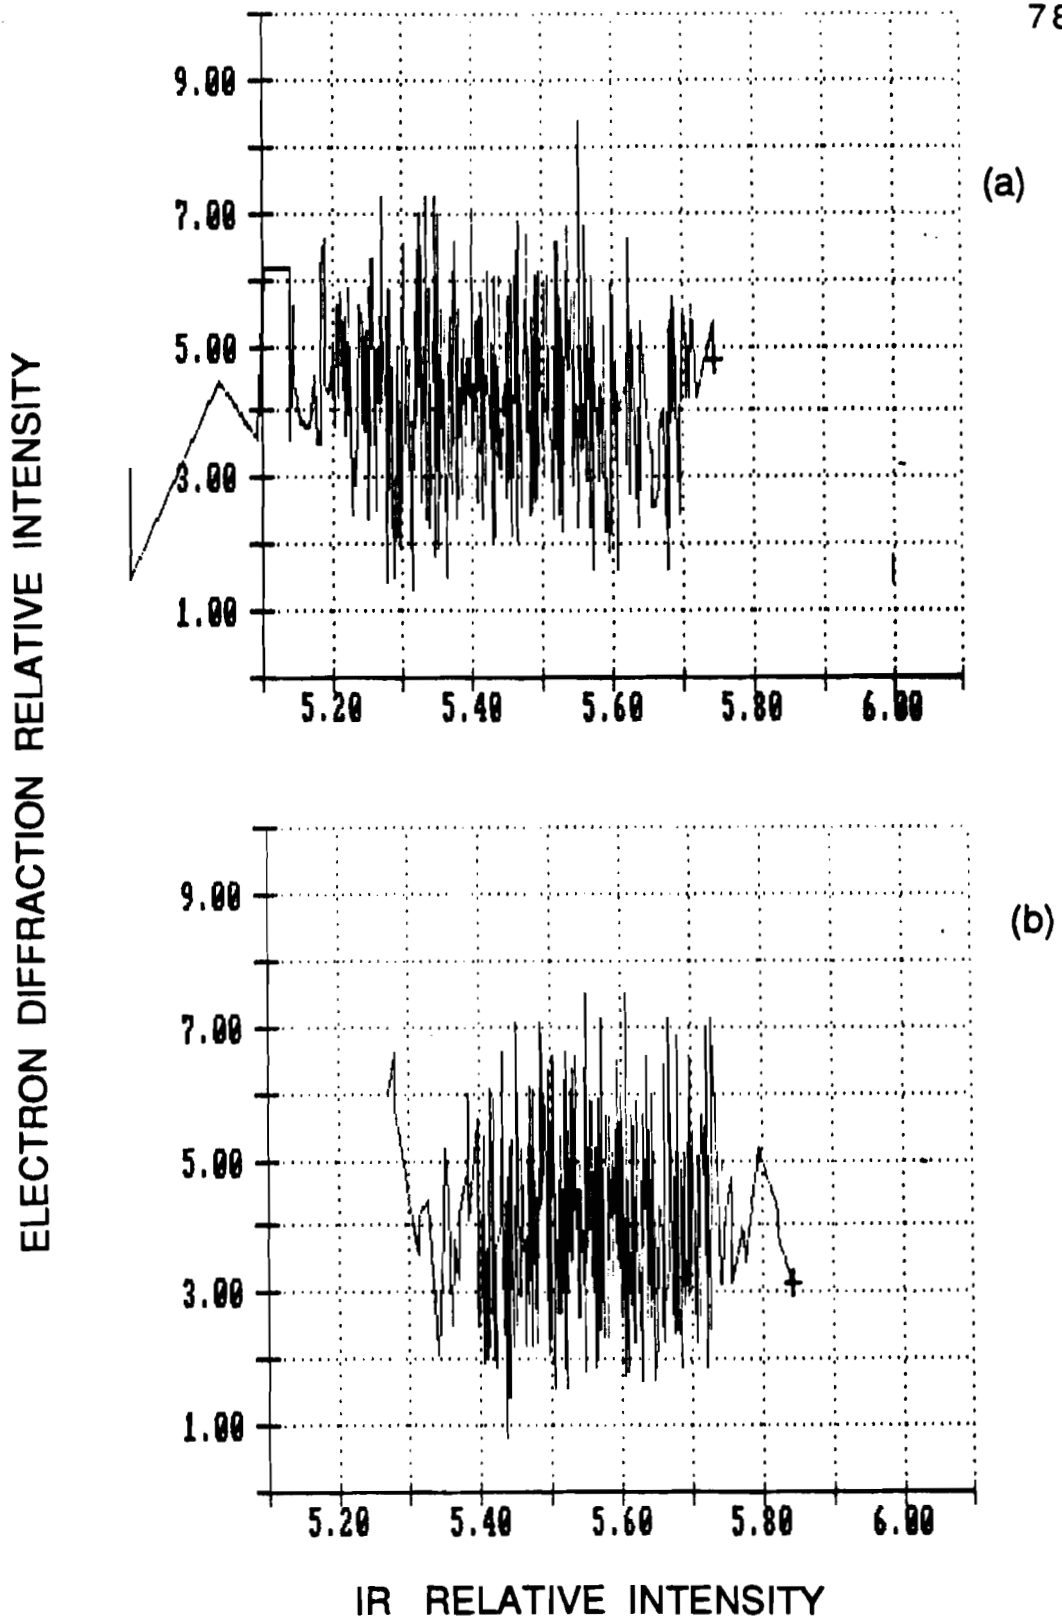 78
9.00
(a)
7.00
5.00
3.00
1.00
5.20 5.40 5.60 5.80 6.00
ELECTRON DIFFRACTION RELATIVE INTENSITY
9.00
(b)
7.00
5.00
3.00
1.00
5.20 5.40 5.60 5.80 6.00
IR RELATIVE INTENSITY